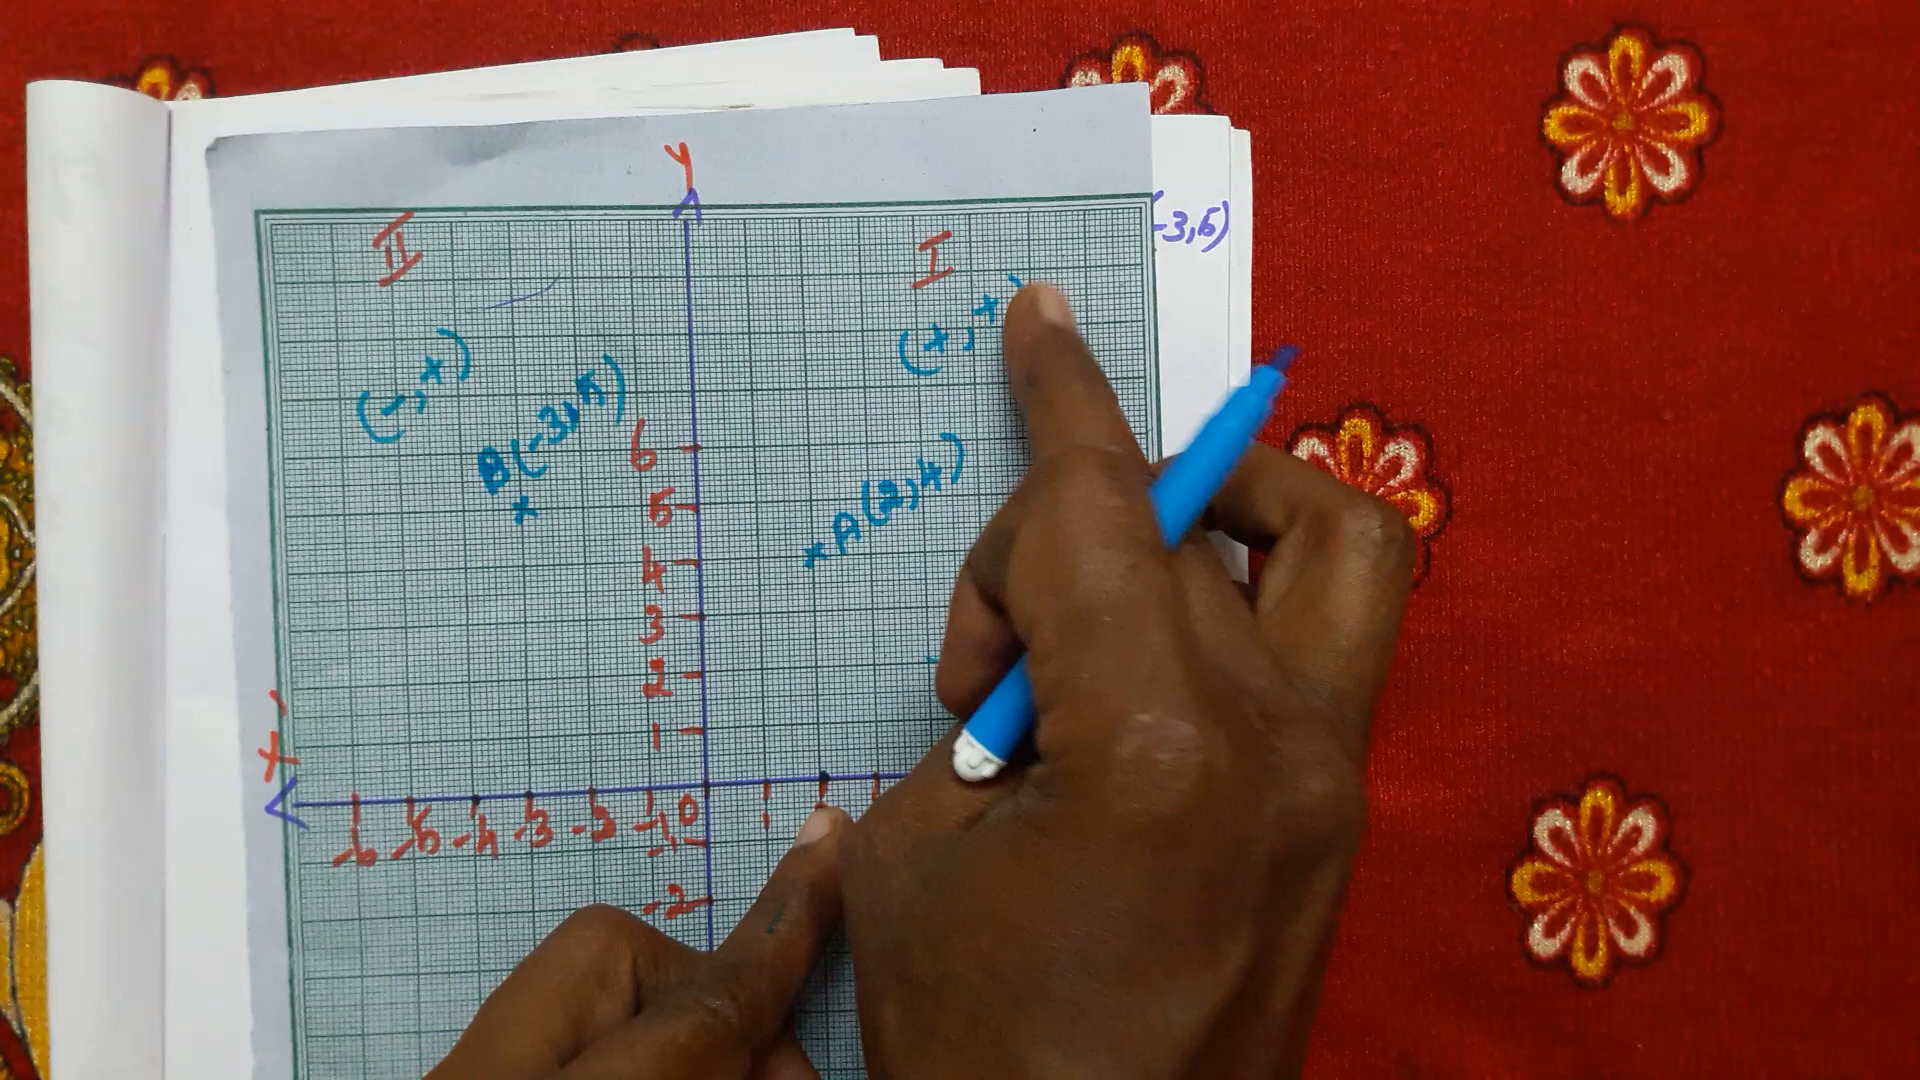 y
II
I
-3,5)
(-,+)
(+,+
B(-3,5)
A(2,4)
6
5
4
3
2
1
x'
-6 -5 -4 -3 -2 -1 0 1
-1
-2